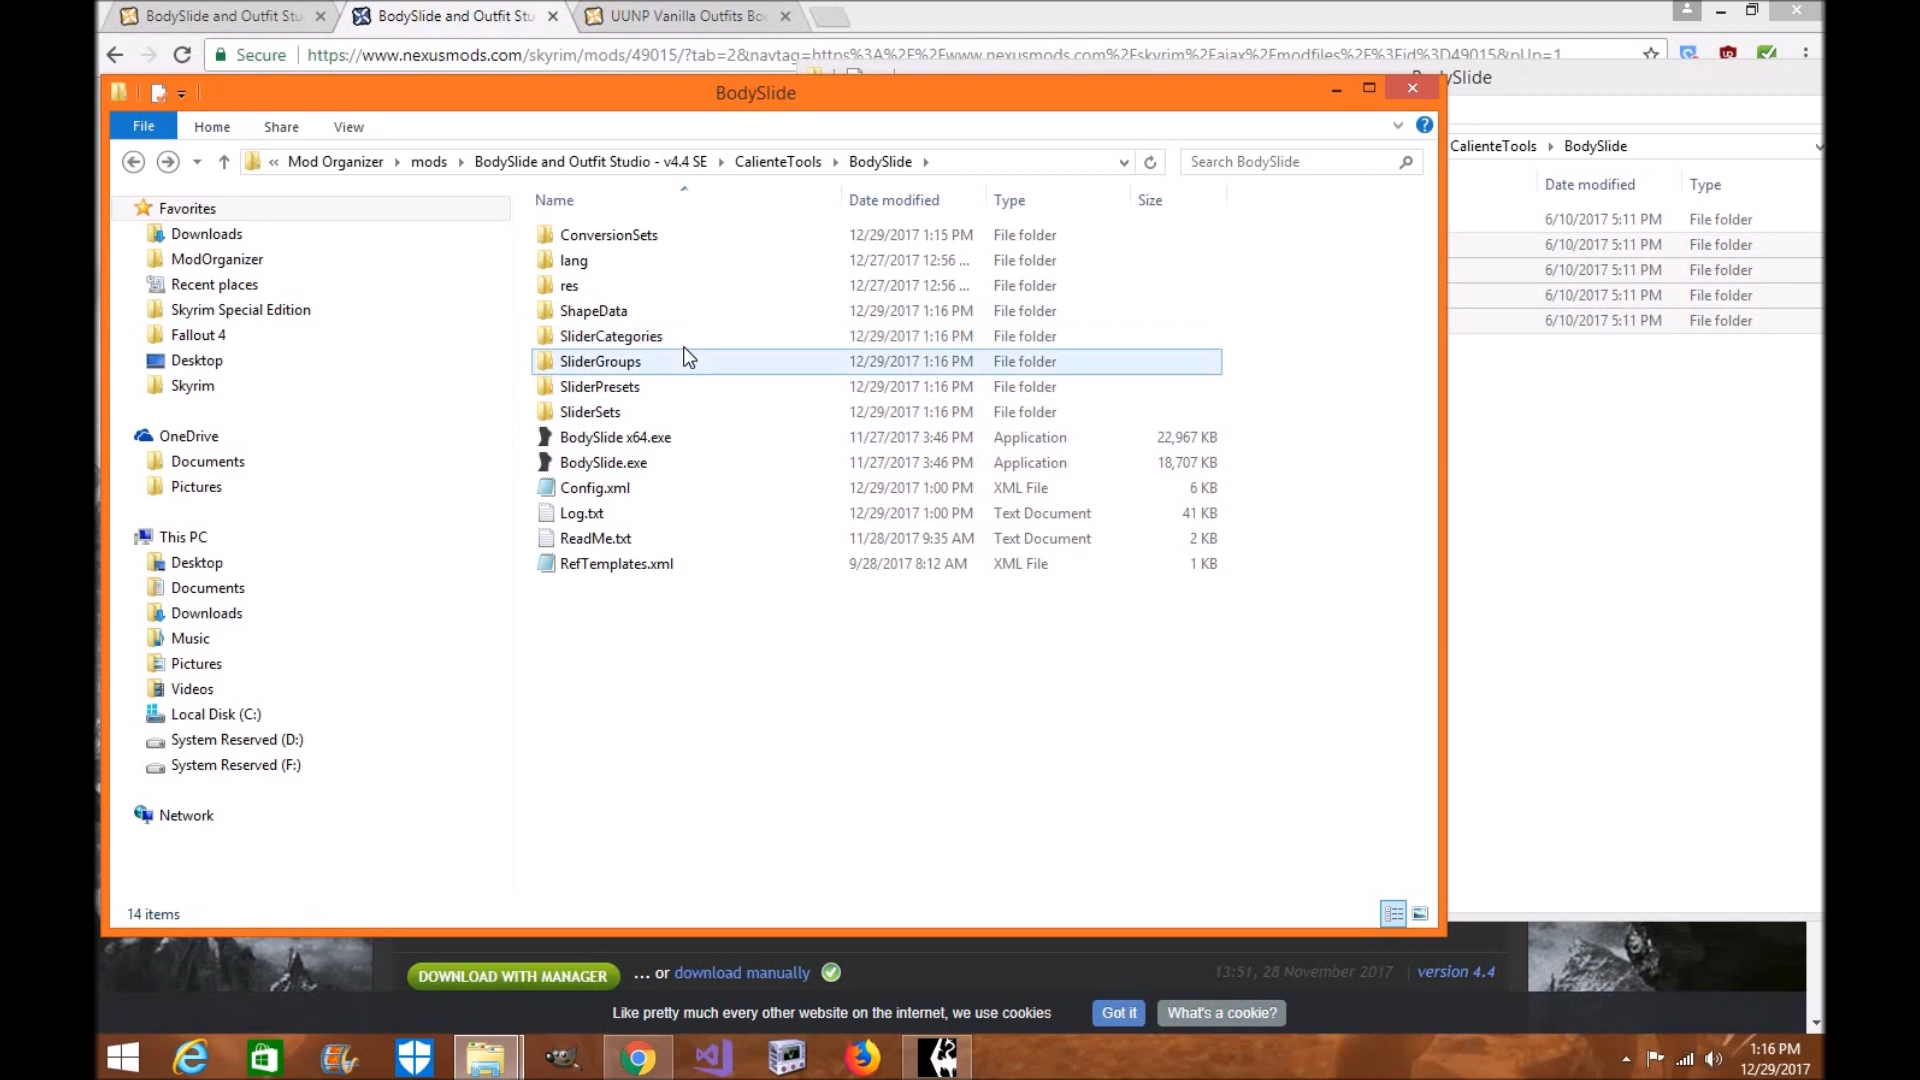 BodySlide and Outfit Stu
BodySlide and Outfit Stu
UUNP Vanilla Outfits Bo
Secure
https://www.nexusmods.com/skyrim/mods/49015/?tab=2&navtag=https%3A%2F%2Fwww.nexusmods.com%2Fskyrim%2Fajax%2Fmodfiles%2F%3Fid%3D49015&pUp=1
BodySlide
ySlide
File
Home
Share
View
« Mod Organizer mods BodySlide and Outfit Studio - v4.4 SE CalienteTools BodySlide
Search BodySlide
CalienteTools BodySlide
Name Date modified Type Size
Date modified Type
Favorites
Downloads
ModOrganizer
Recent places
Skyrim Special Edition
Fallout 4
Desktop
Skyrim
OneDrive
Documents
Pictures
This PC
Desktop
Documents
Downloads
Music
Pictures
Videos
Local Disk (C:)
System Reserved (D:)
System Reserved (F:)
Network
ConversionSets 12/29/2017 1:15 PM File folder
lang 12/27/2017 12:56 ... File folder
res 12/27/2017 12:56 ... File folder
ShapeData 12/29/2017 1:16 PM File folder
SliderCategories 12/29/2017 1:16 PM File folder
SliderGroups 12/29/2017 1:16 PM File folder
SliderPresets 12/29/2017 1:16 PM File folder
SliderSets 12/29/2017 1:16 PM File folder
BodySlide x64.exe 11/27/2017 3:46 PM Application 22,967 KB
BodySlide.exe 11/27/2017 3:46 PM Application 18,707 KB
Config.xml 12/29/2017 1:00 PM XML File 6 KB
Log.txt 12/29/2017 1:00 PM Text Document 41 KB
ReadMe.txt 11/28/2017 9:35 AM Text Document 2 KB
RefTemplates.xml 9/28/2017 8:12 AM XML File 1 KB
6/10/2017 5:11 PM File folder
6/10/2017 5:11 PM File folder
6/10/2017 5:11 PM File folder
6/10/2017 5:11 PM File folder
6/10/2017 5:11 PM File folder
14 items
DOWNLOAD WITH MANAGER ... or download manually
13:51, 28 November 2017 | version 4.4
Like pretty much every other website on the internet, we use cookies
Got it
What's a cookie?
1:16 PM
12/29/2017